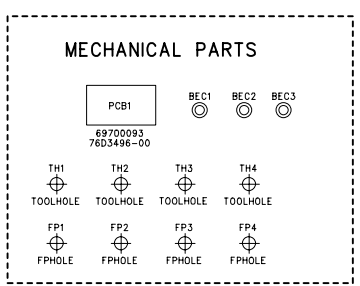 MECHANICAL PARTS
PCB1
BEC1 BEC2 BEC3
69700093
76D3496-00
TH1 TH2 TH3 TH4
TOOLHOLE TOOLHOLE TOOLHOLE TOOLHOLE
FP1 FP2 FP3 FP4
FPHOLE FPHOLE FPHOLE FPHOLE